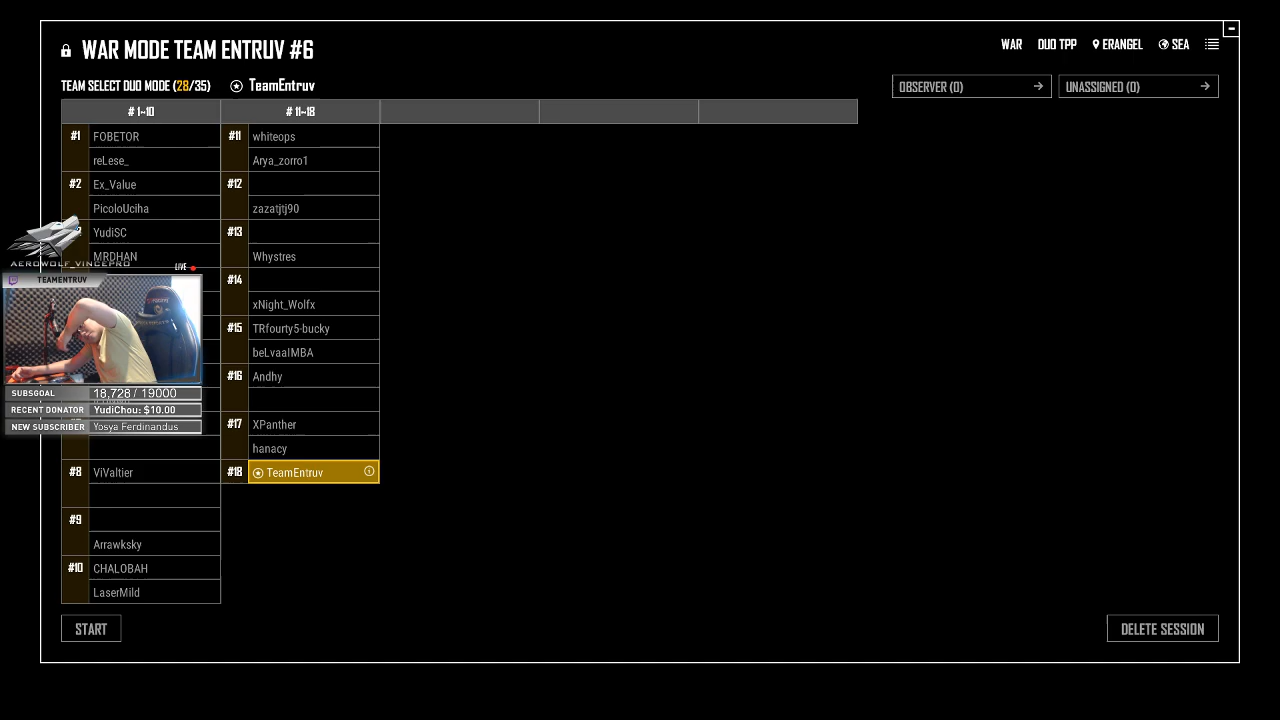 WAR MODE TEAM ENTRUV #6
WAR DUO TPP ERANGEL SEA
TEAM SELECT DUO MODE (28/35) TeamEntruv
OBSERVER (0) UNASSIGNED (0)
# 1~10 # 11~18
#1 FOBETOR
reLese_
#2 Ex_Value
PicoloUciha
YudiSC
MRDHAN
#11 whiteops
Arya_zorro1
#12
zazatjtj90
#13
Whystres
#14
xNight_Wolfx
#15 TRfourty5-bucky
beLvaaIMBA
#16 Andhy
#17 XPanther
hanacy
#18 TeamEntruv
AEROWOLF_VINCEPRO
LIVE
TEAMENTRUV
SUBSGOAL 18,728 / 19000
RECENT DONATOR YudiChou: $10.00
NEW SUBSCRIBER Yosya Ferdinandus
#8 ViValtier
#9
Arrawksky
#10 CHALOBAH
LaserMild
START
DELETE SESSION